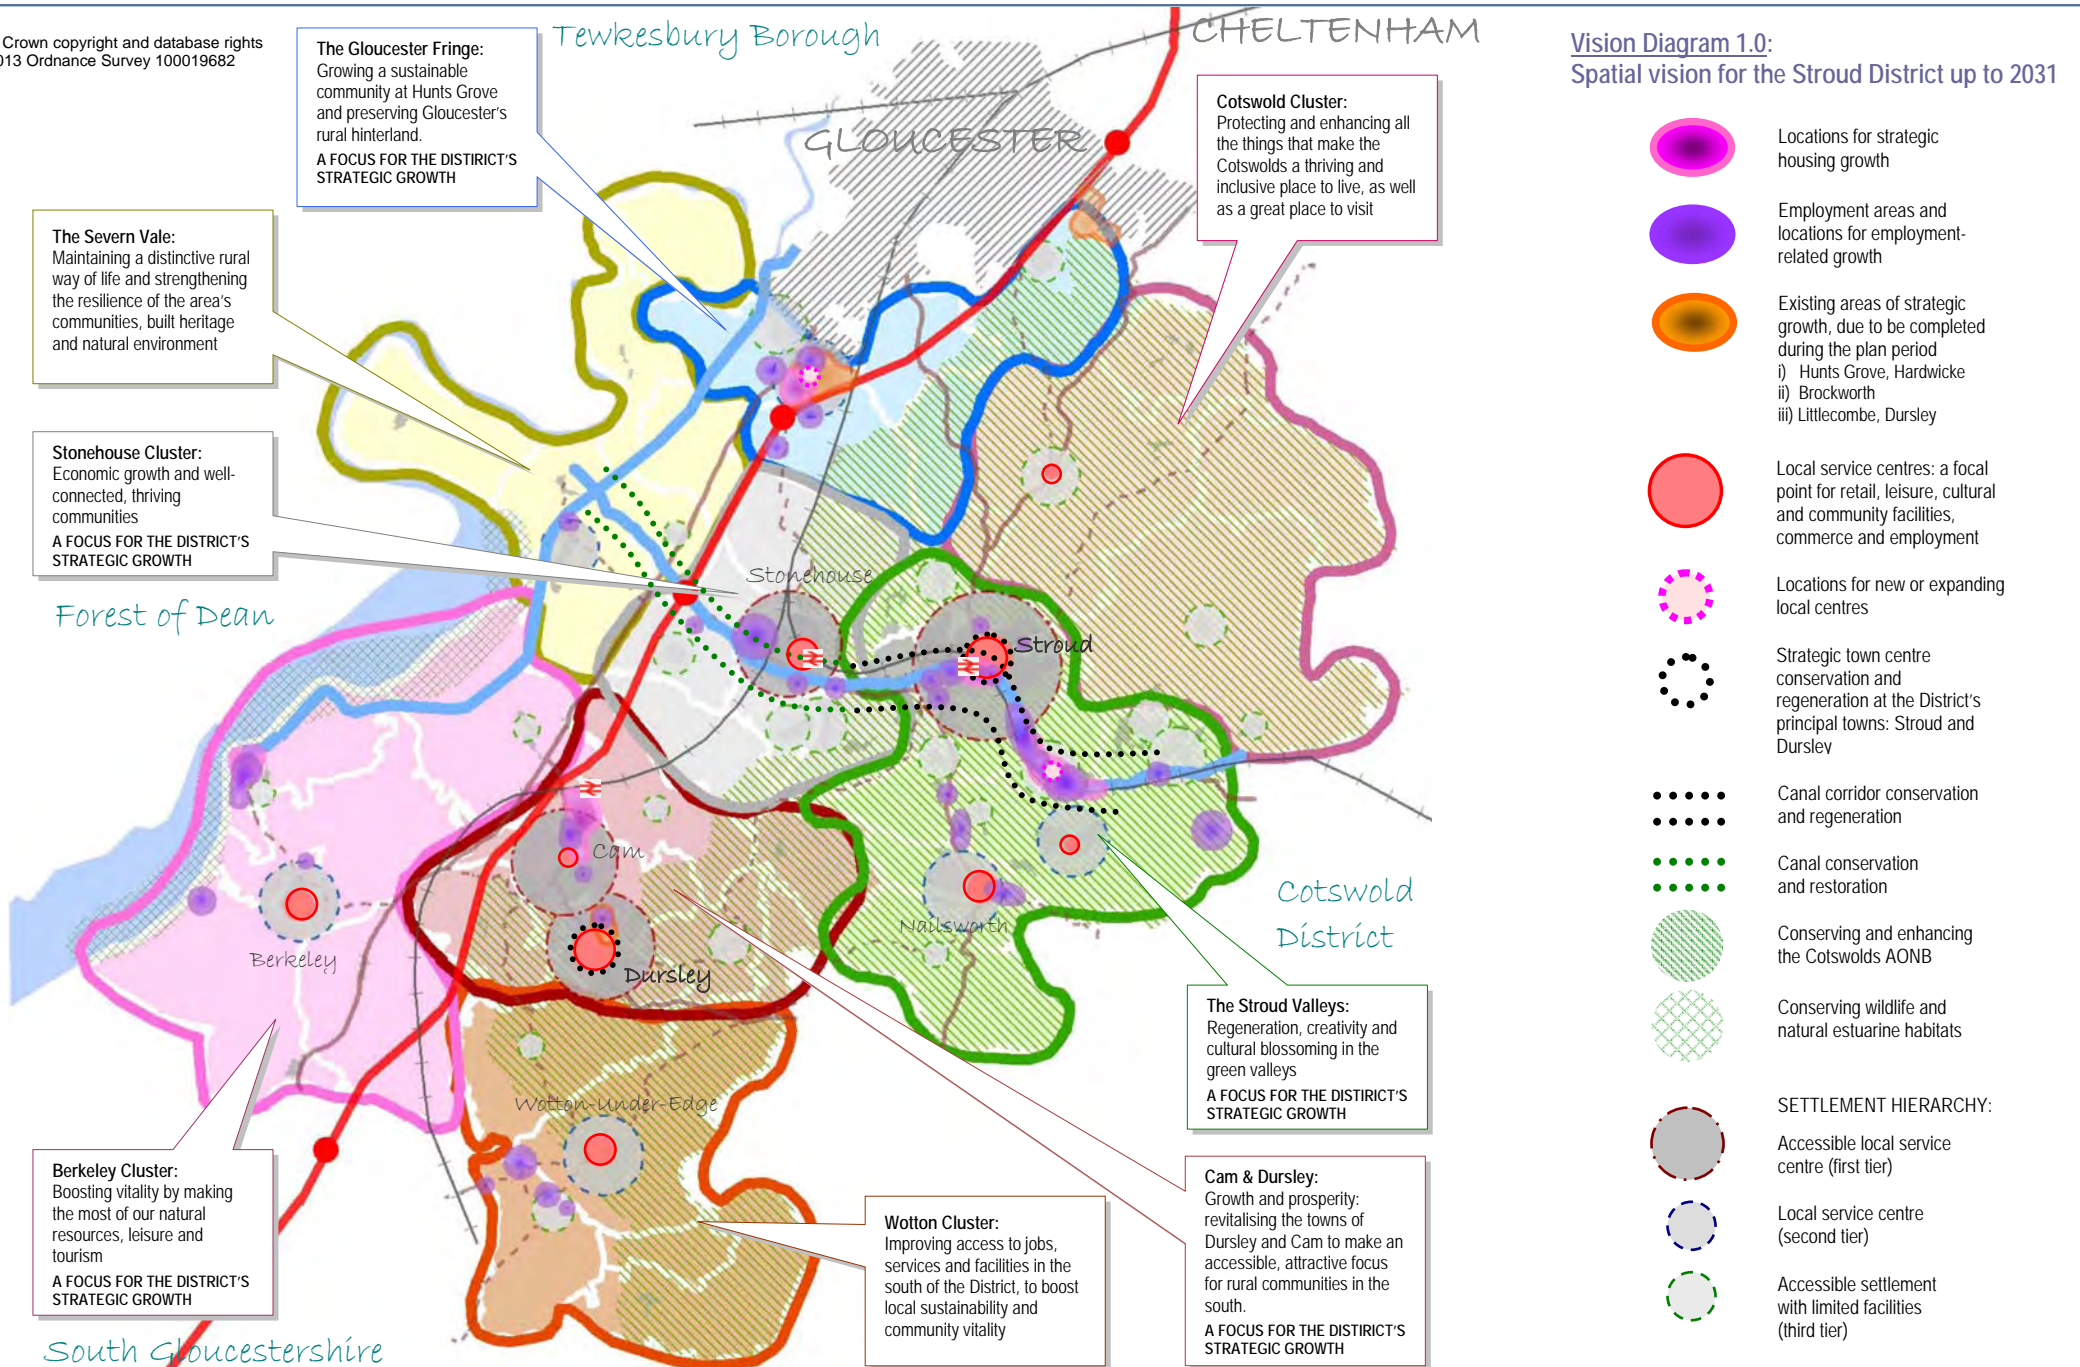 Crown copyright and database rights
013 Ordnance Survey 100019682
The Gloucester Fringe:
Growing a sustainable
community at Hunts Grove
and preserving Gloucester's
rural hinterland.
A FOCUS FOR THE DISTIRICT'S
STRATEGIC GROWTH
Tewkesbury Borough
CHELTENHAM
GLOUCESTER
Cotswold Cluster:
Protecting and enhancing all
the things that make the
Cotswolds a thriving and
inclusive place to live, as well
as a great place to visit
The Severn Vale:
Maintaining a distinctive rural
way of life and strengthening
the resilience of the area's
communities, built heritage
and natural environment
Stonehouse Cluster:
Economic growth and well-
connected, thriving
communities
A FOCUS FOR THE DISTRICT'S
STRATEGIC GROWTH
Forest of Dean
Stonehouse
Stroud
Cam
Dursley
Berkeley
Nailsworth
Wotton-Under-Edge
Cotswold
District
The Stroud Valleys:
Regeneration, creativity and
cultural blossoming in the
green valleys
A FOCUS FOR THE DISTRICT'S
STRATEGIC GROWTH
Berkeley Cluster:
Boosting vitality by making
the most of our natural
resources, leisure and
tourism
A FOCUS FOR THE DISTRICT'S
STRATEGIC GROWTH
Wotton Cluster:
Improving access to jobs,
services and facilities in the
south of the District, to boost
local sustainability and
community vitality
Cam & Dursley:
Growth and prosperity:
revitalising the towns of
Dursley and Cam to make an
accessible, attractive focus
for rural communities in the
south.
A FOCUS FOR THE DISTIRICT'S
STRATEGIC GROWTH
South Gloucestershire
Vision Diagram 1.0:
Spatial vision for the Stroud District up to 2031
Locations for strategic
housing growth
Employment areas and
locations for employment-
related growth
Existing areas of strategic
growth, due to be completed
during the plan period
i) Hunts Grove, Hardwicke
ii) Brockworth
iii) Littlecombe, Dursley
Local service centres: a focal
point for retail, leisure, cultural
and community facilities,
commerce and employment
Locations for new or expanding
local centres
Strategic town centre
conservation and
regeneration at the District's
principal towns: Stroud and
Dursley
Canal corridor conservation
and regeneration
Canal conservation
and restoration
Conserving and enhancing
the Cotswolds AONB
Conserving wildlife and
natural estuarine habitats
SETTLEMENT HIERARCHY:
Accessible local service
centre (first tier)
Local service centre
(second tier)
Accessible settlement
with limited facilities
(third tier)